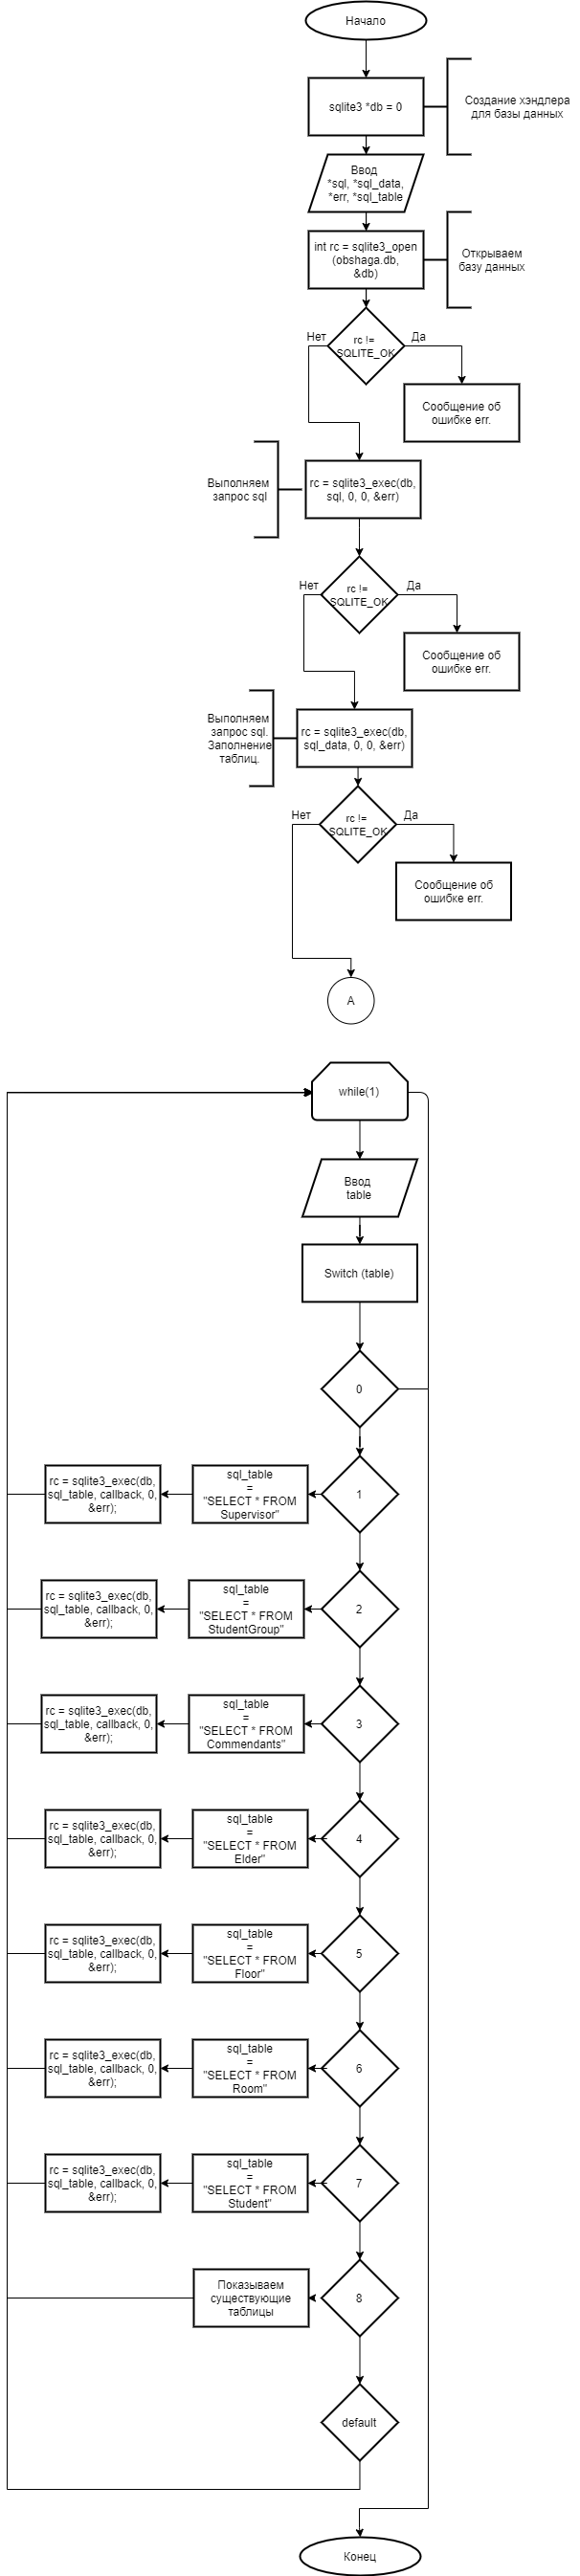 Начало
sqlite3 *db = 0
Создание хэндлера
для базы данных
Ввод
*sql, *sql_data,
*err, *sql_table
int rc = sqlite3_open
(obshaga.db,
&db)
Открываем
базу данных
Нет
rc !=
SQLITE_OK
Да
Сообщение об
ошибке err.
Выполняем
запрос sql
rc = sqlite3_exec(db,
sql, 0, 0, &err)
Нет
rc !=
SQLITE_OK
Да
Сообщение об
ошибке err.
Выполняем
запрос sql.
Заполнение
таблиц.
rc = sqlite3_exec(db,
sql_data, 0, 0, &err)
Нет
rc !=
SQLITE_OK
Да
Сообщение об
ошибке err.
A
while(1)
Ввод
table
Switch (table)
0
rc = sqlite3_exec(db,
sql_table, callback, 0,
&err);
sql_table
=
"SELECT * FROM
Supervisor"
1
rc = sqlite3_exec(db,
sql_table, callback, 0,
&err);
sql_table
=
"SELECT * FROM
StudentGroup"
2
rc = sqlite3_exec(db,
sql_table, callback, 0,
&err);
sql_table
=
"SELECT * FROM
Commendants"
3
rc = sqlite3_exec(db,
sql_table, callback, 0,
&err);
sql_table
=
"SELECT * FROM
Elder"
4
rc = sqlite3_exec(db,
sql_table, callback, 0,
&err);
sql_table
=
"SELECT * FROM
Floor"
5
rc = sqlite3_exec(db,
sql_table, callback, 0,
&err);
sql_table
=
"SELECT * FROM
Room"
6
rc = sqlite3_exec(db,
sql_table, callback, 0,
&err);
sql_table
=
"SELECT * FROM
Student"
7
Показываем
существующие
таблицы
8
default
Конец